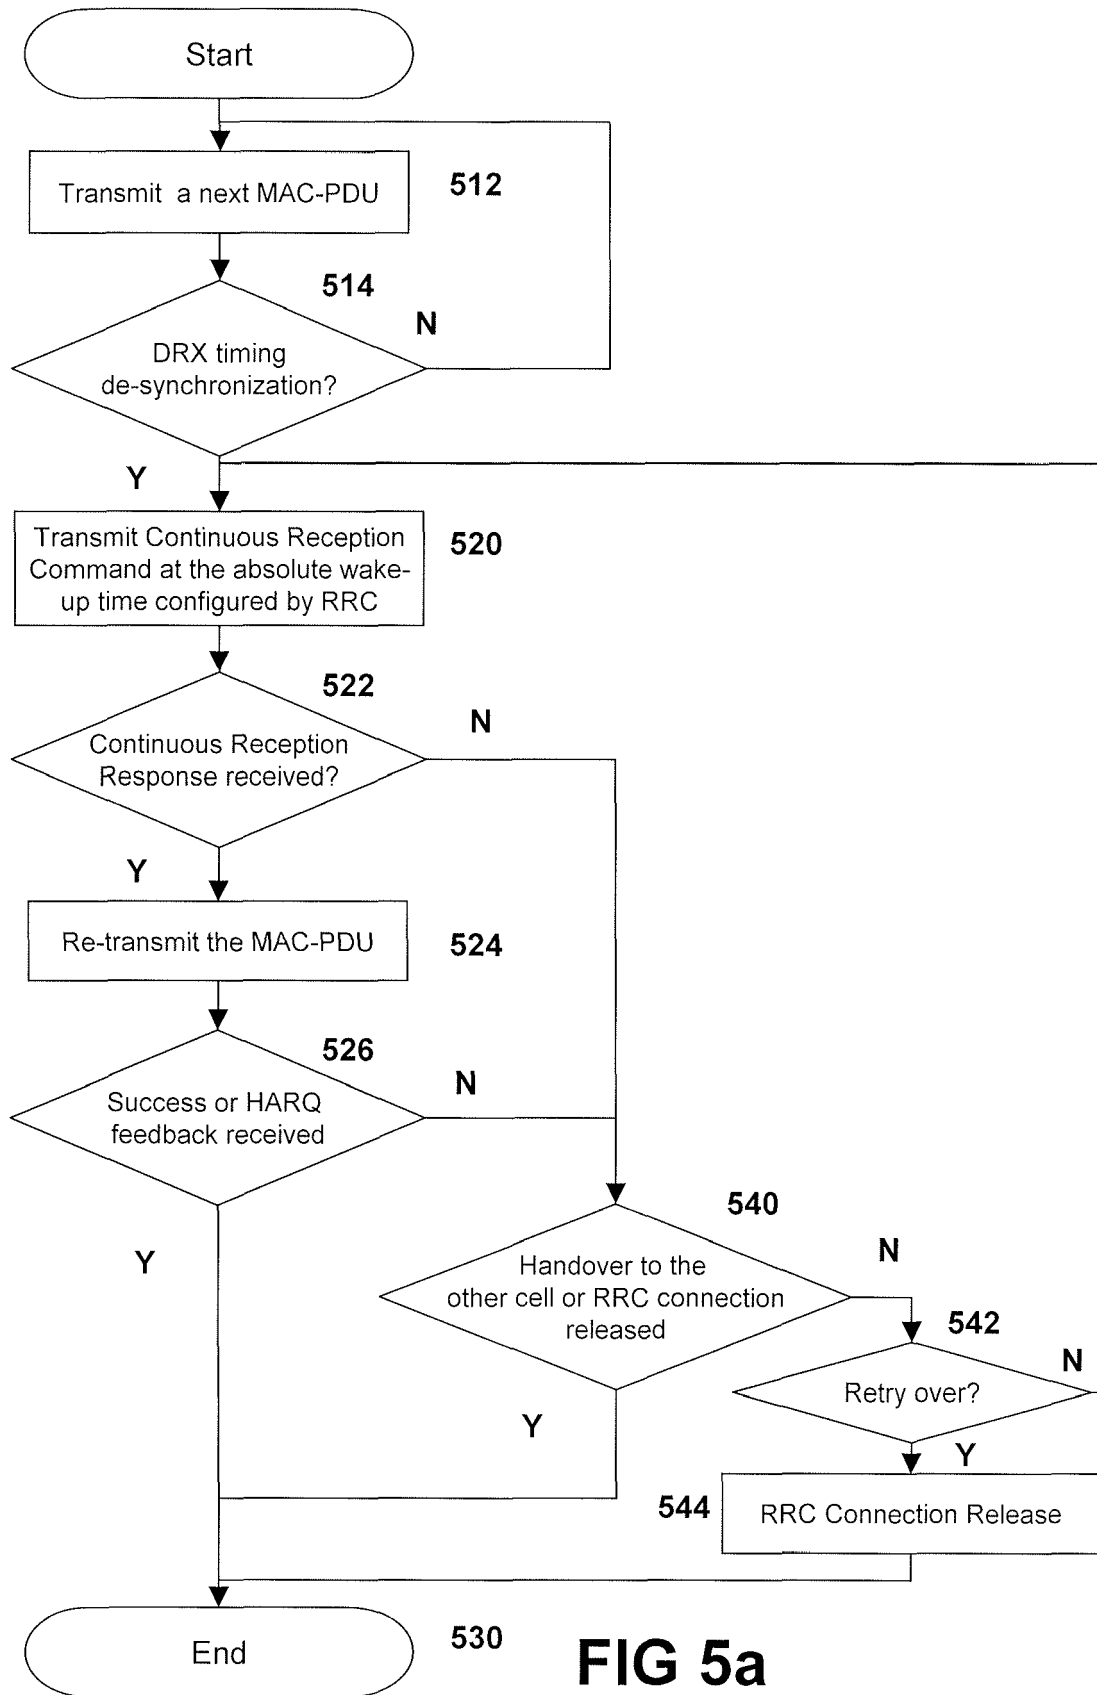 Start
Transmit a next MAC-PDU
512
514
N
DRX timing
de-synchronization?
Y
Transmit Continuous Reception
Command at the absolute wake-
up time configured by RRC
520
522
N
Continuous Reception
Response received?
Y
Re-transmit the MAC-PDU
524
526
N
Success or HARQ
feedback received
Y
540
N
Handover to the
other cell or RRC connection
released
542
N
Retry over?
Y
Y
544
RRC Connection Release
End
530
FIG 5a